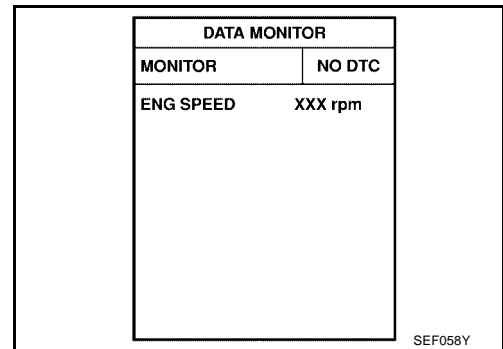 DATA MONITOR
MONITOR NO DTC
ENG SPEED XXX rpm
SEF058Y